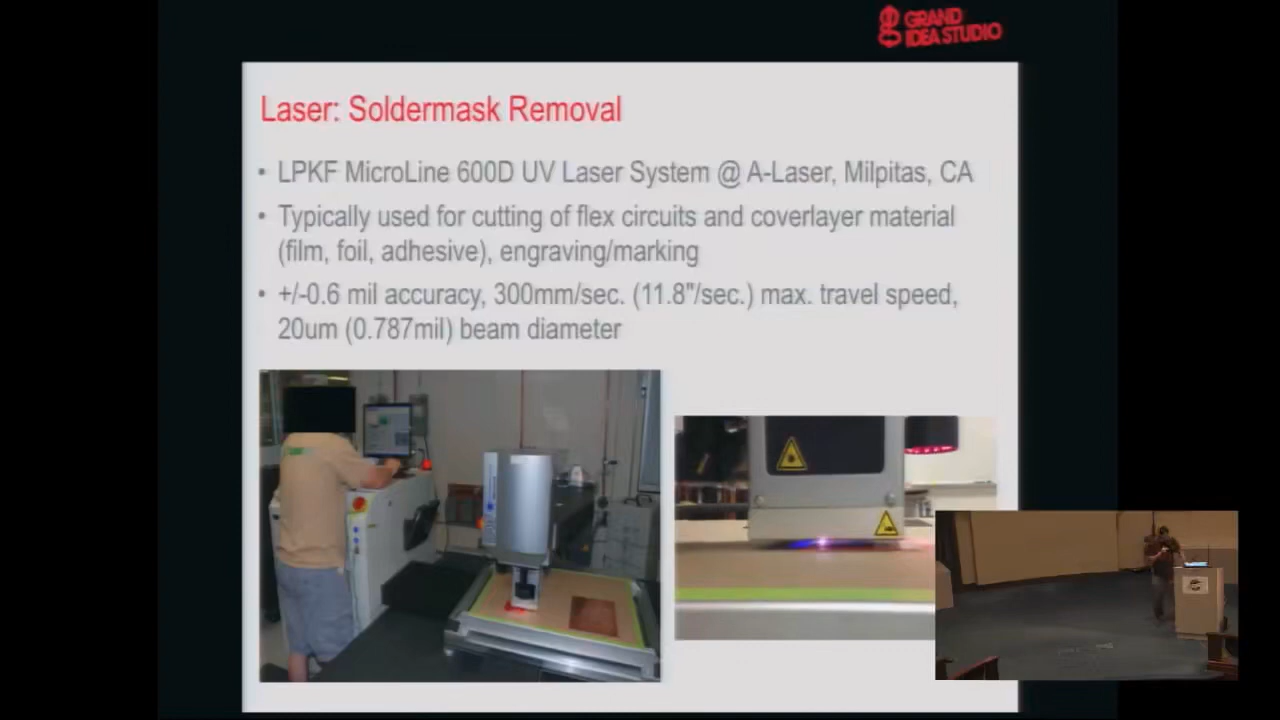 GRAND
IDEA STUDIO
Laser: Soldermask Removal
• LPKF MicroLine 600D UV Laser System @ A-Laser, Milpitas, CA
• Typically used for cutting of flex circuits and coverlayer material
(film, foil, adhesive), engraving/marking
• +/-0.6 mil accuracy, 300mm/sec. (11.8"/sec.) max. travel speed,
20um (0.787mil) beam diameter